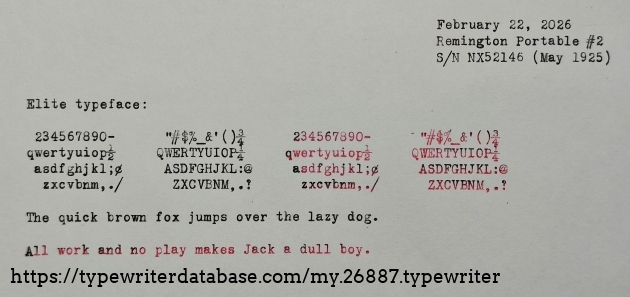 February 22, 2026
Remington Portable #2
S/N NX52146 (May 1925)
Elite typeface:
234567890- "#$%_&'()¾ 234567890- "#$%_&'()¾
qwertyuiop½ QWERTYUIOP¼ qwertyuiop½ QWERTYUIOP¼
asdfghjkl;¢ ASDFGHJKL:@ asdfghjkl;¢ ASDFGHJKL:@
zxcvbnm,./ ZXCVBNM,.? zxcvbnm,./ ZXCVBNM,.?
The quick brown fox jumps over the lazy dog.
All work and no play makes Jack a dull boy.
https://typewriterdatabase.com/my.26887.typewriter